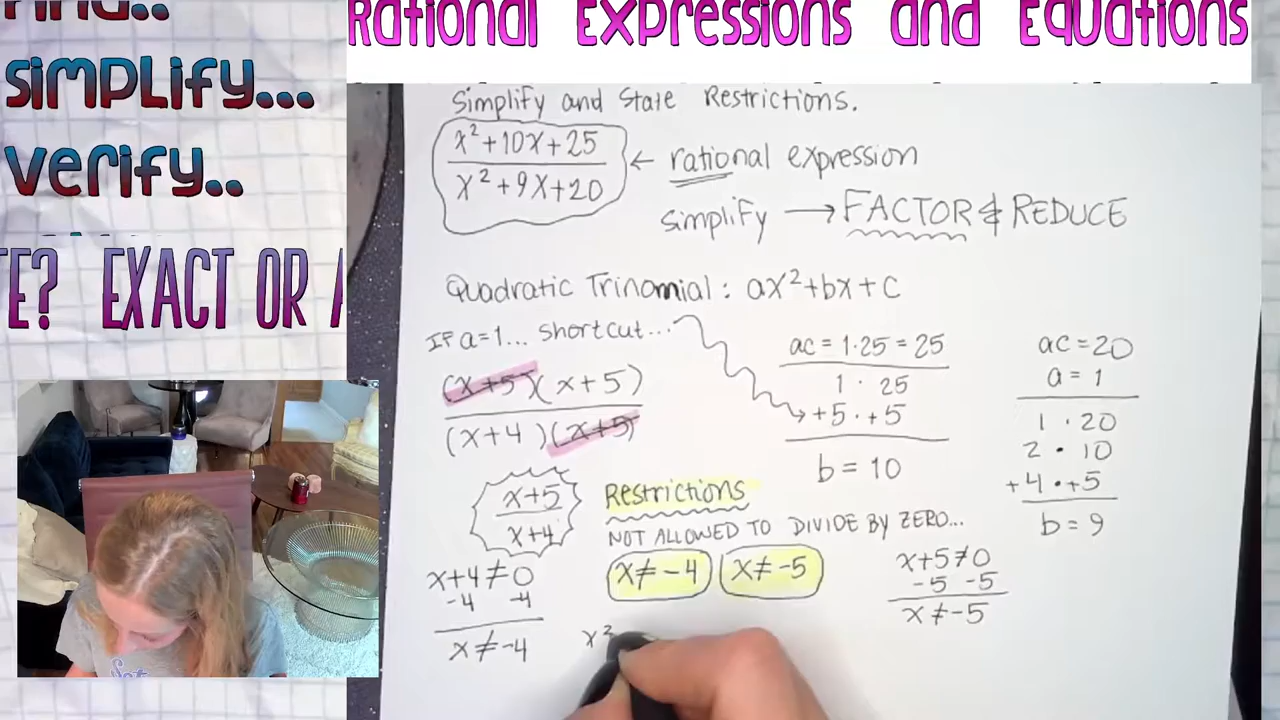 Rational Expressions and Equations
simplify...
verify..
TE? EXACT OR
Simplify and State Restrictions.
x²+10x+25
x²+9x+20
← rational expression
simplify → FACTOR & REDUCE
Quadratic Trinomial: ax²+bx+c
IF a=1... shortcut...
(x+5)(x+5)
(x+4)(x+5)
x+5
x+4
ac = 1·25 = 25
1 · 25
+5 · +5
b = 10
ac = 20
a = 1
1 · 20
2 · 10
+4 · +5
b = 9
Restrictions
NOT ALLOWED TO DIVIDE BY ZERO...
x≠-4 x≠-5
x+4≠0
-4 -4
x≠-4
x+5≠0
-5 -5
x≠-5
x²